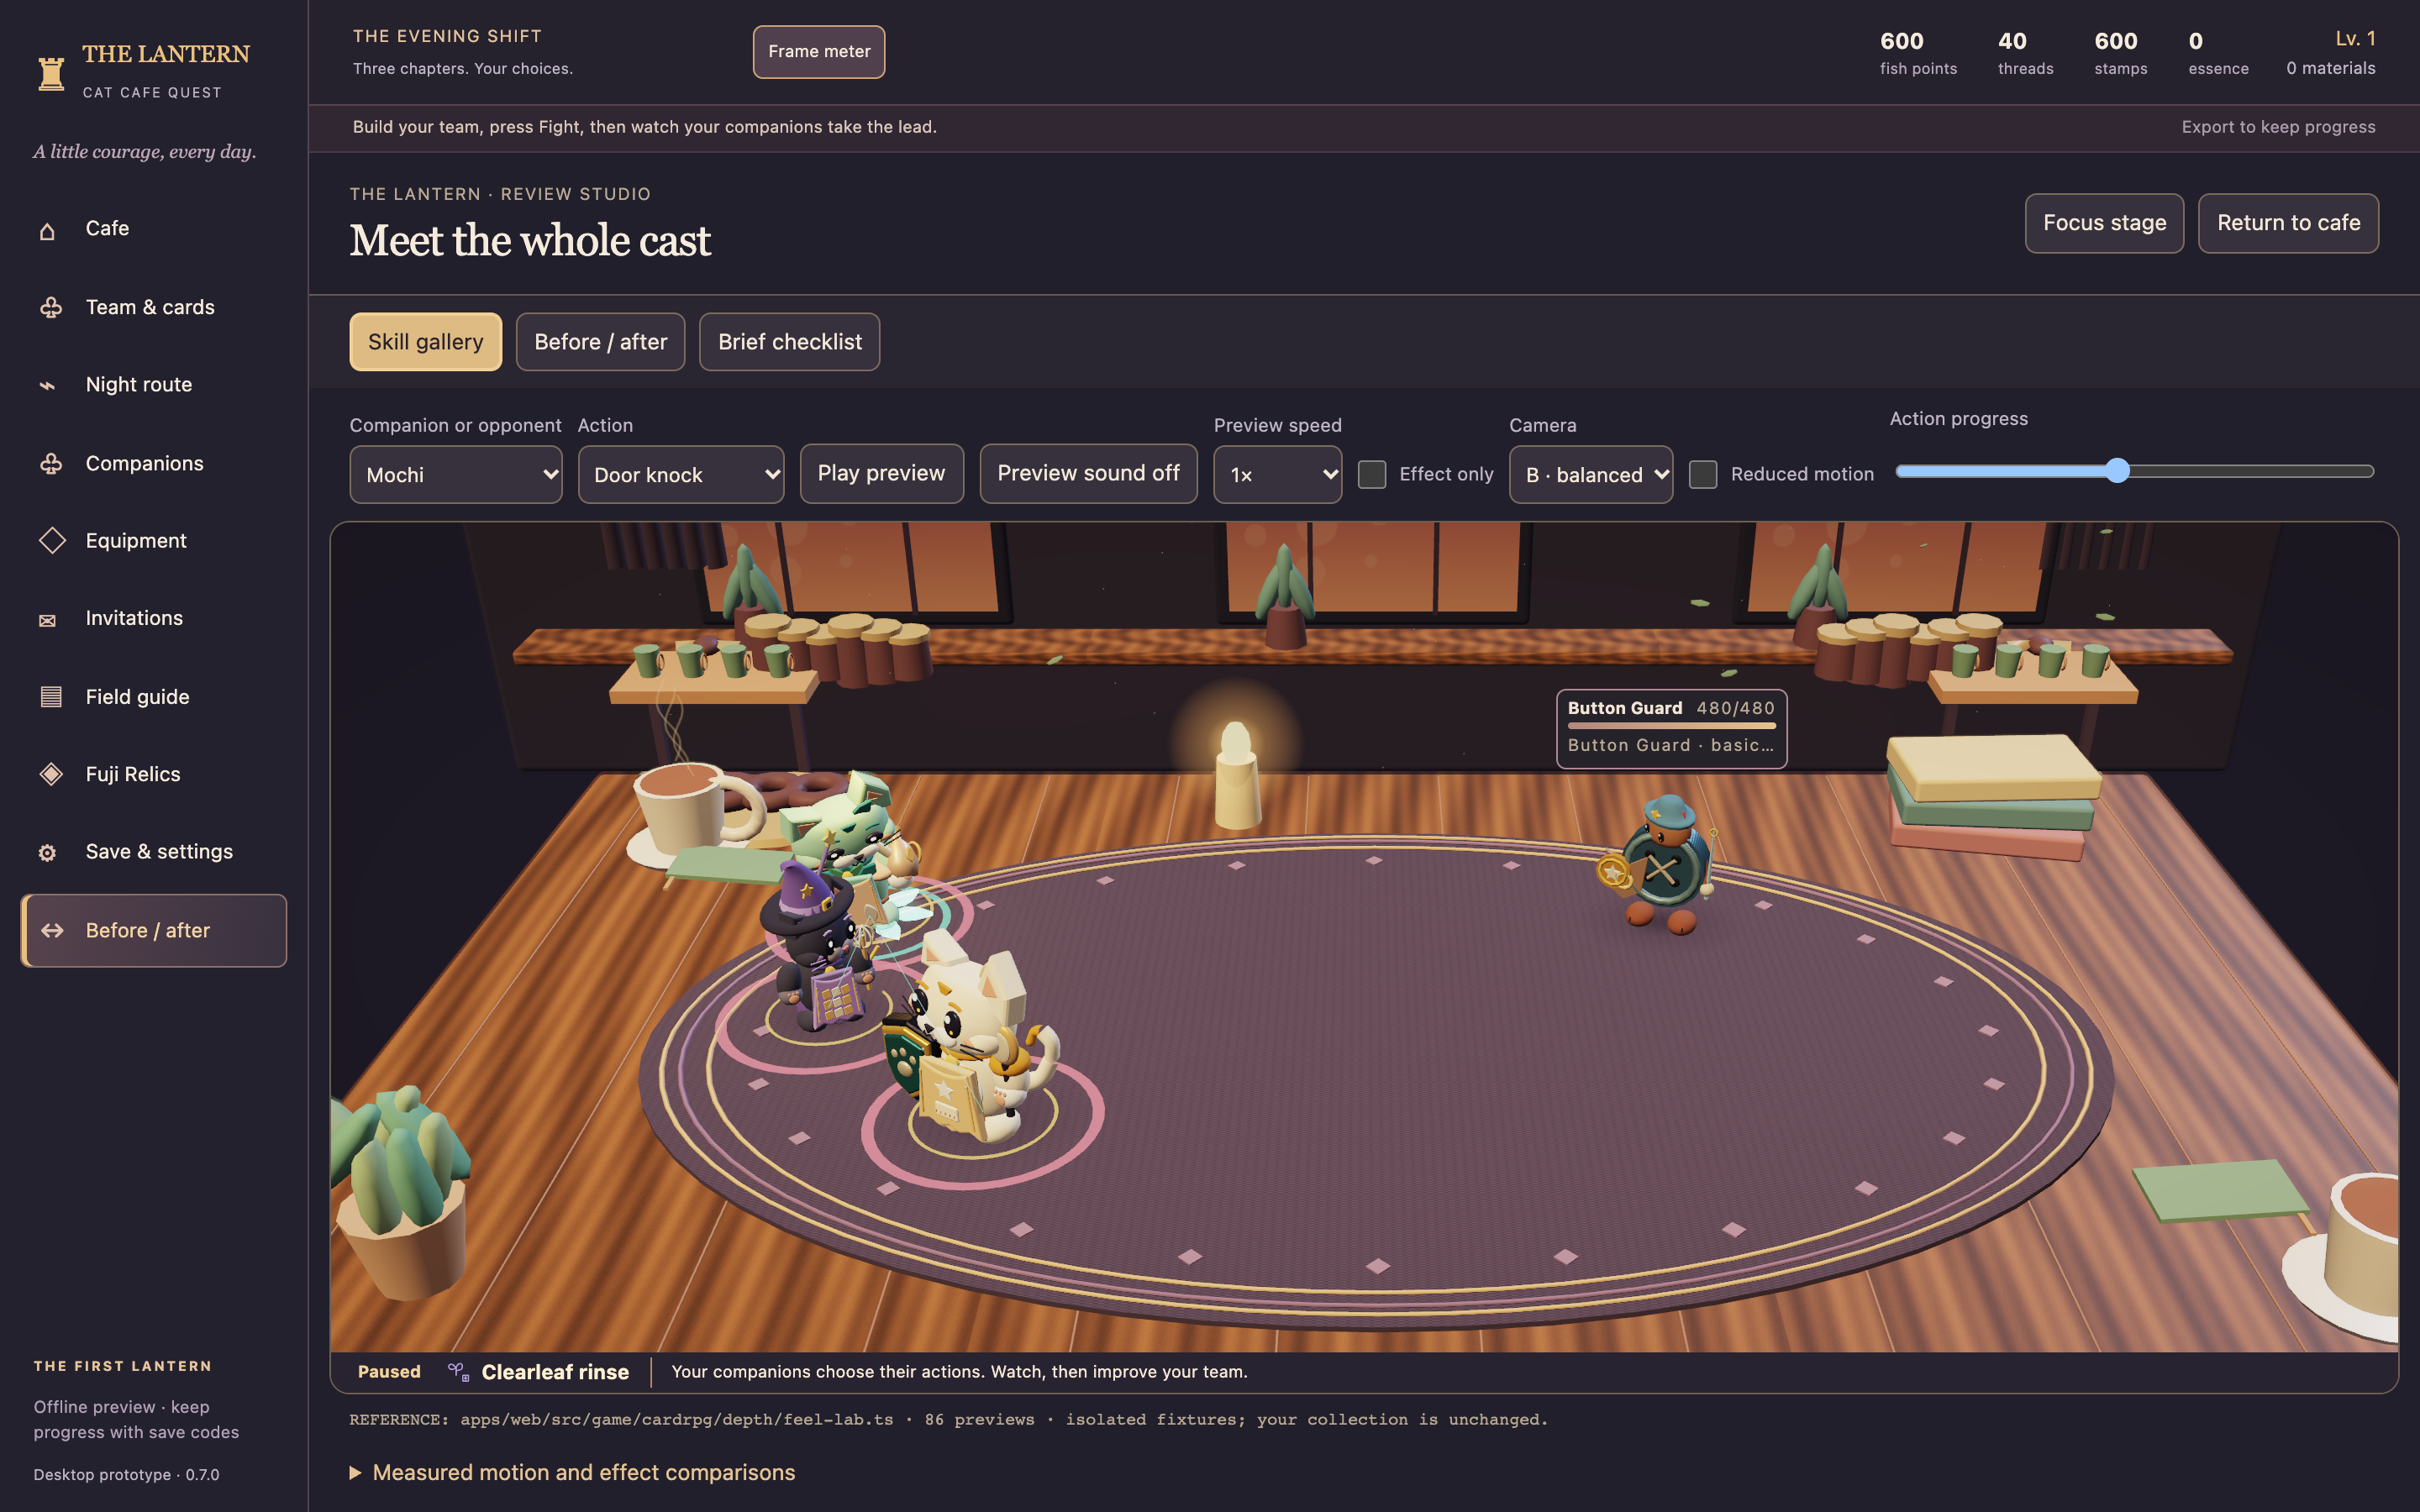 THE LANTERN
CAT CAFE QUEST
A little courage, every day.
Cafe
Team & cards
Night route
Companions
Equipment
Invitations
Field guide
Fuji Relics
Save & settings
Before / after
THE FIRST LANTERN
Offline preview · keep
progress with save codes
Desktop prototype · 0.7.0
THE EVENING SHIFT
Three chapters. Your choices.
Frame meter
600
fish points
40
threads
600
stamps
0
essence
Lv. 1
0 materials
Build your team, press Fight, then watch your companions take the lead.
Export to keep progress
THE LANTERN · REVIEW STUDIO
Meet the whole cast
Focus stage
Return to cafe
Skill gallery
Before / after
Brief checklist
Companion or opponent
Mochi
Action
Door knock
Play preview
Preview sound off
Preview speed
1×
Effect only
Camera
B · balanced
Reduced motion
Action progress
Button Guard 480/480
Button Guard · basic…
Paused
Clearleaf rinse
Your companions choose their actions. Watch, then improve your team.
REFERENCE: apps/web/src/game/cardrpg/depth/feel-lab.ts · 86 previews · isolated fixtures; your collection is unchanged.
Measured motion and effect comparisons